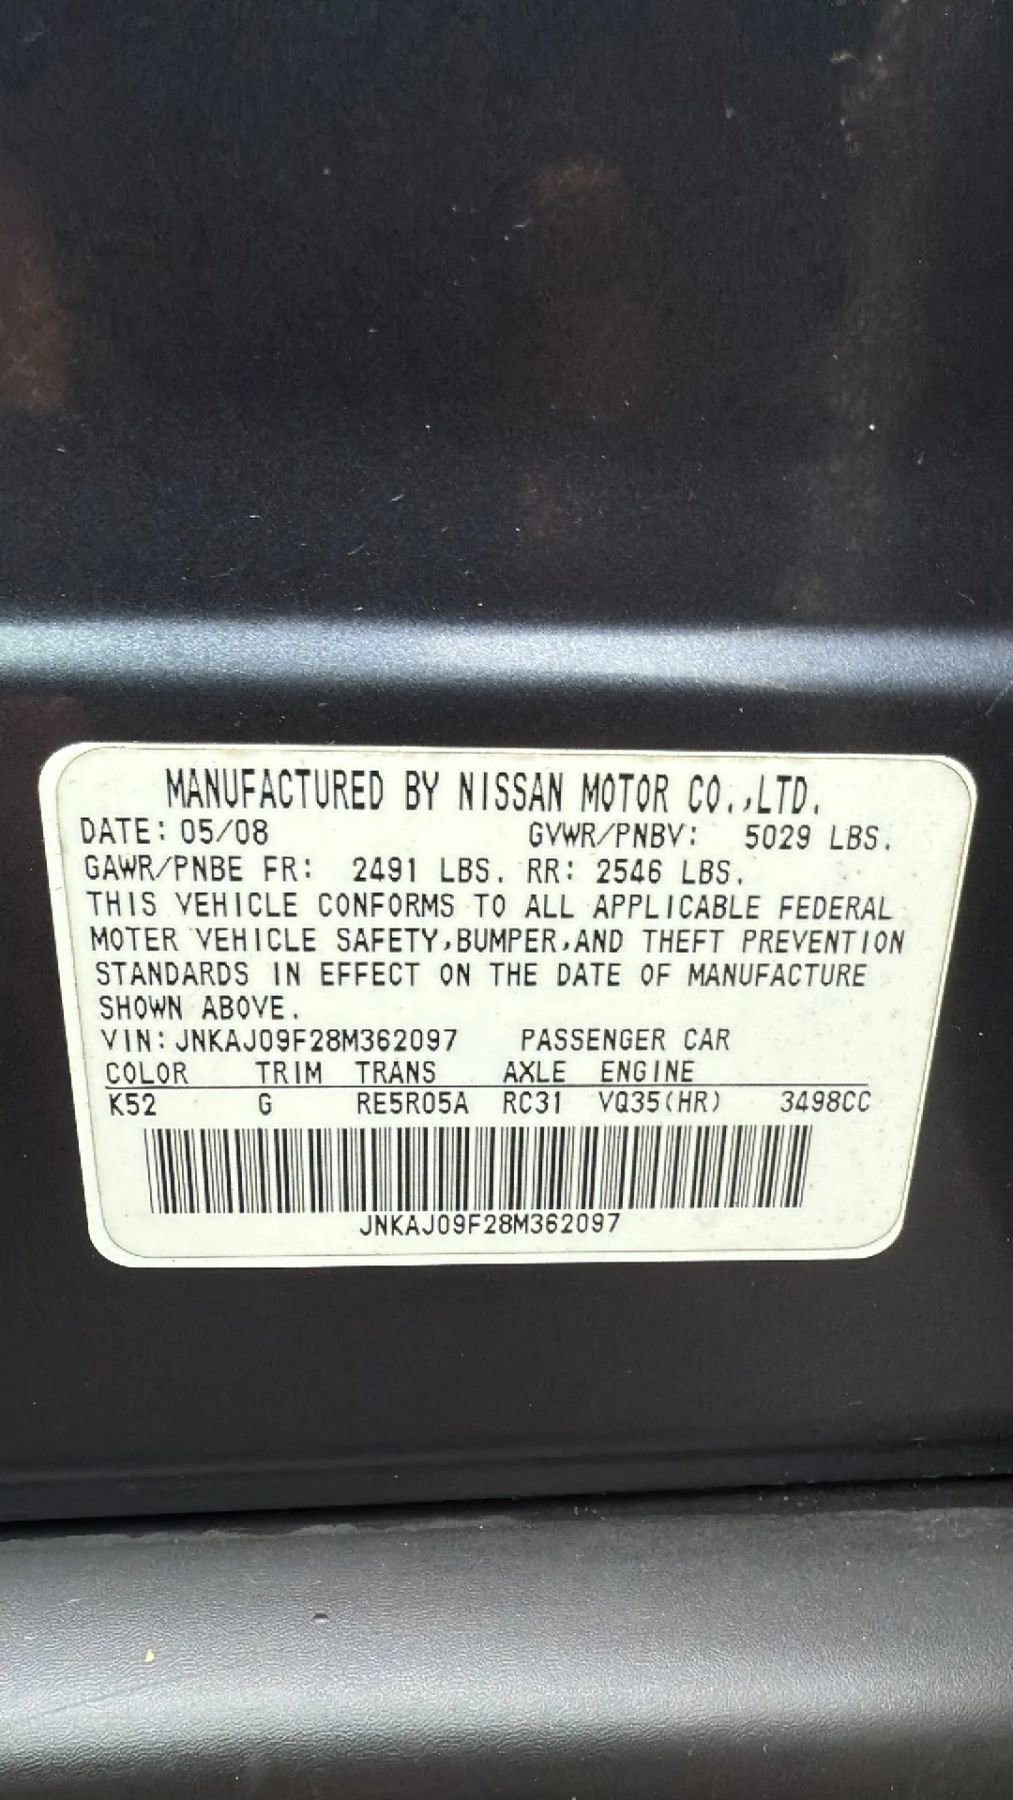 MANUFACTURED BY NISSAN MOTOR CO.,LTD.
DATE: 05/08 GVWR/PNBV: 5029 LBS.
GAWR/PNBE FR: 2491 LBS. RR: 2546 LBS.
THIS VEHICLE CONFORMS TO ALL APPLICABLE FEDERAL
MOTER VEHICLE SAFETY,BUMPER,AND THEFT PREVENTION
STANDARDS IN EFFECT ON THE DATE OF MANUFACTURE
SHOWN ABOVE.
VIN: JNKAJ09F28M362097 PASSENGER CAR
COLOR TRIM TRANS AXLE ENGINE
K52 G RE5R05A RC31 VQ35(HR) 3498CC
JNKAJ09F28M362097